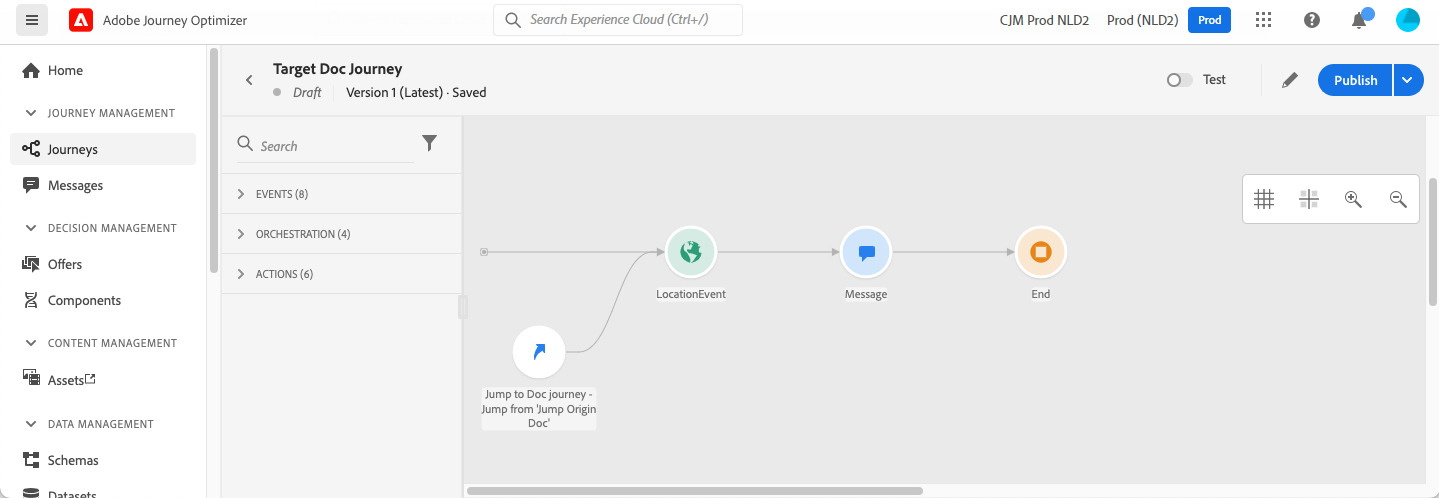 Adobe Journey Optimizer
Search Experience Cloud (Ctrl+/)
CJM Prod NLD2
Prod (NLD2)
Prod
Home
JOURNEY MANAGEMENT
Journeys
Messages
DECISION MANAGEMENT
Offers
Components
CONTENT MANAGEMENT
Assets
DATA MANAGEMENT
Schemas
Datasets
Target Doc Journey
Draft
Version 1 (Latest) · Saved
Test
Publish
Search
EVENTS (8)
ORCHESTRATION (4)
ACTIONS (6)
LocationEvent
Message
End
Jump to Doc journey -
Jump from 'Jump Origin
Doc'